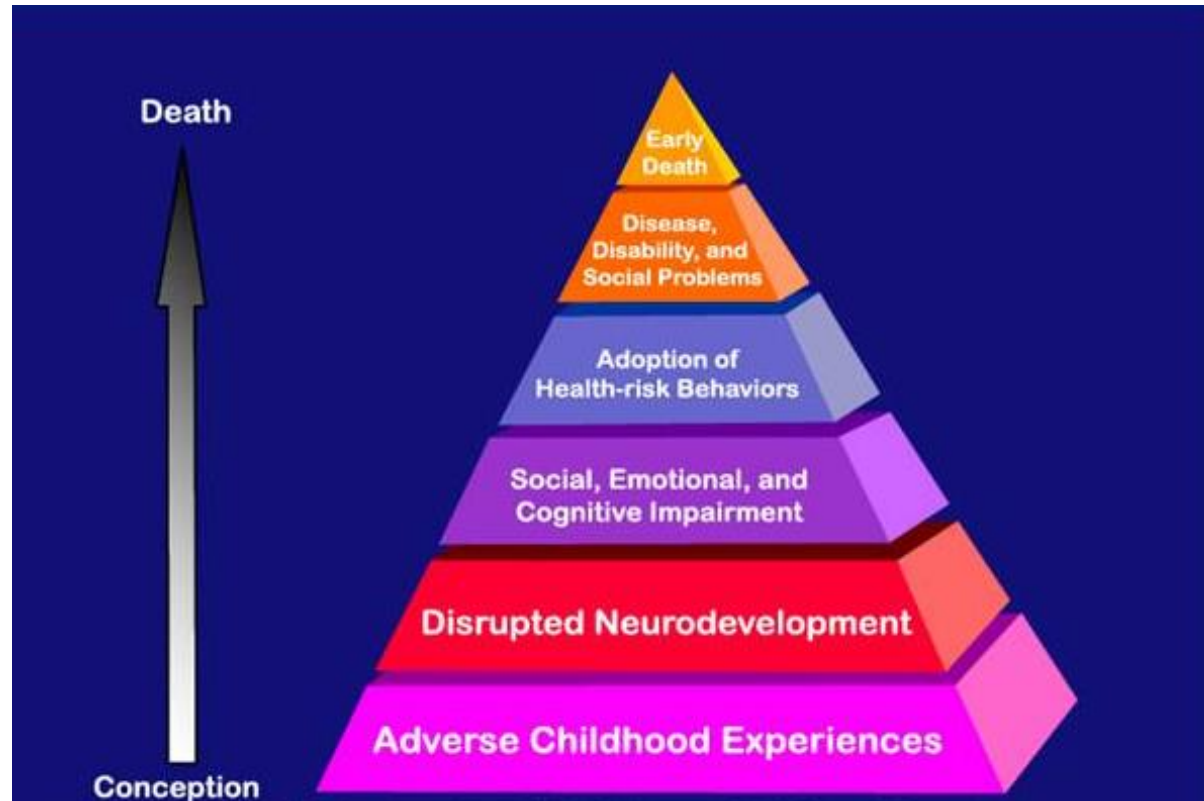 Death
Early
Death
Disease,
Disability, and
Social Problems
Adoption of
Health-risk Behaviors
Social, Emotional, and
Cognitive Impairment
Disrupted Neurodevelopment
Adverse Childhood Experiences
Conception